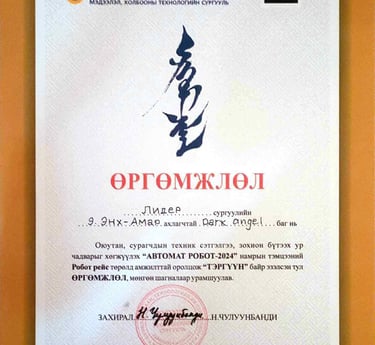 МЭДЭЭЛЭЛ, ХОЛБООНЫ ТЕХНОЛОГИЙН СУРГУУЛЬ
ӨРГӨМЖЛӨЛ
Лидер сургуулийн
Э. Энх-Амар ахлагчтай Dark angel баг нь
Оюутан, сурагчдын техник сэтгэлгээ, зохион бүтээх ур
чадварыг хөгжүүлэх “АВТОМАТ РОБОТ-2024” намрын тэмцээний
Робот рейс төрөлд амжилттай оролцож “ТЭРГҮҮН” байр эзэлсэн тул
ӨРГӨМЖЛӨЛ, мөнгөн шагналаар урамшуулав.
ЗАХИРАЛ Н.ЧУЛУУНБАНДИ